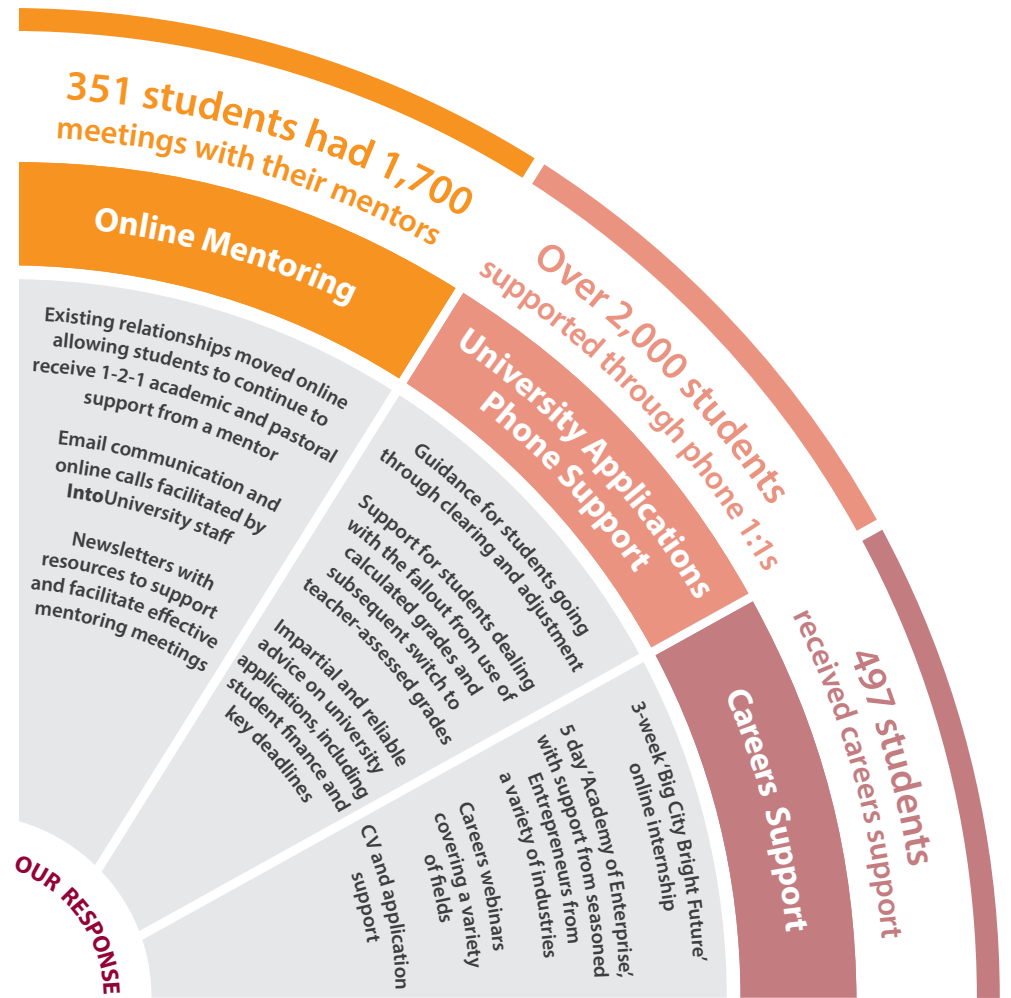 351 students had 1,700
meetings with their mentors
Online Mentoring
Existing relationships moved online
allowing students to continue to
receive 1-2-1 academic and pastoral
support from a mentor
Email communication and
online calls facilitated by
IntoUniversity staff
Newsletters with
resources to support
and facilitate effective
mentoring meetings
Over 2,000 students
supported through phone 1:1s
University Applications
Phone Support
Guidance for students going
through clearing and adjustment
Support for students dealing
with the fallout from use of
calculated grades and
subsequent switch to
teacher-assessed grades
Impartial and reliable
advice on university
applications, including
student finance and
key deadlines
497 students
received careers support
Careers Support
3-week ‘Big City Bright Future’
online internship
5 day ‘Academy of Enterprise’,
with support from seasoned
Entrepreneurs from
a variety of industries
Careers webinars
covering a variety
of fields
CV and application
support
OUR RESPONSE